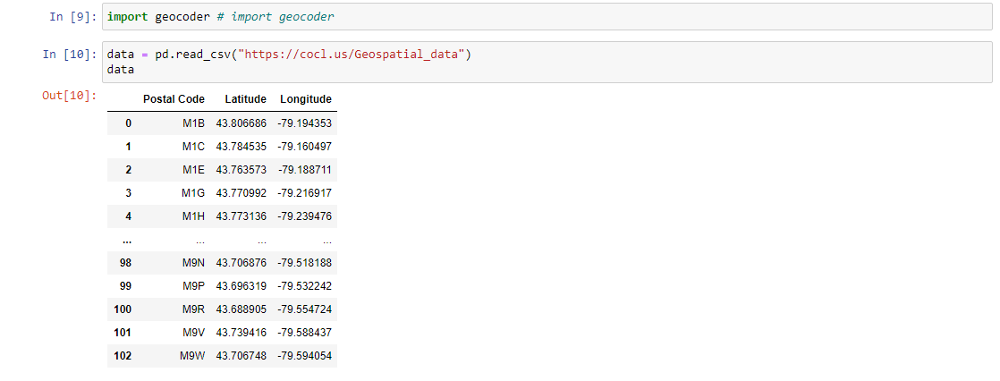 In [9]: import geocoder # import geocoder
In [10]: data = pd.read_csv("https://cocl.us/Geospatial_data")
data
Out[10]:
Postal Code Latitude Longitude
0 M1B 43.806686 -79.194353
1 M1C 43.784535 -79.160497
2 M1E 43.763573 -79.188711
3 M1G 43.770992 -79.216917
4 M1H 43.773136 -79.239476
... ... ... ...
98 M9N 43.706876 -79.518188
99 M9P 43.696319 -79.532242
100 M9R 43.688905 -79.554724
101 M9V 43.739416 -79.588437
102 M9W 43.706748 -79.594054